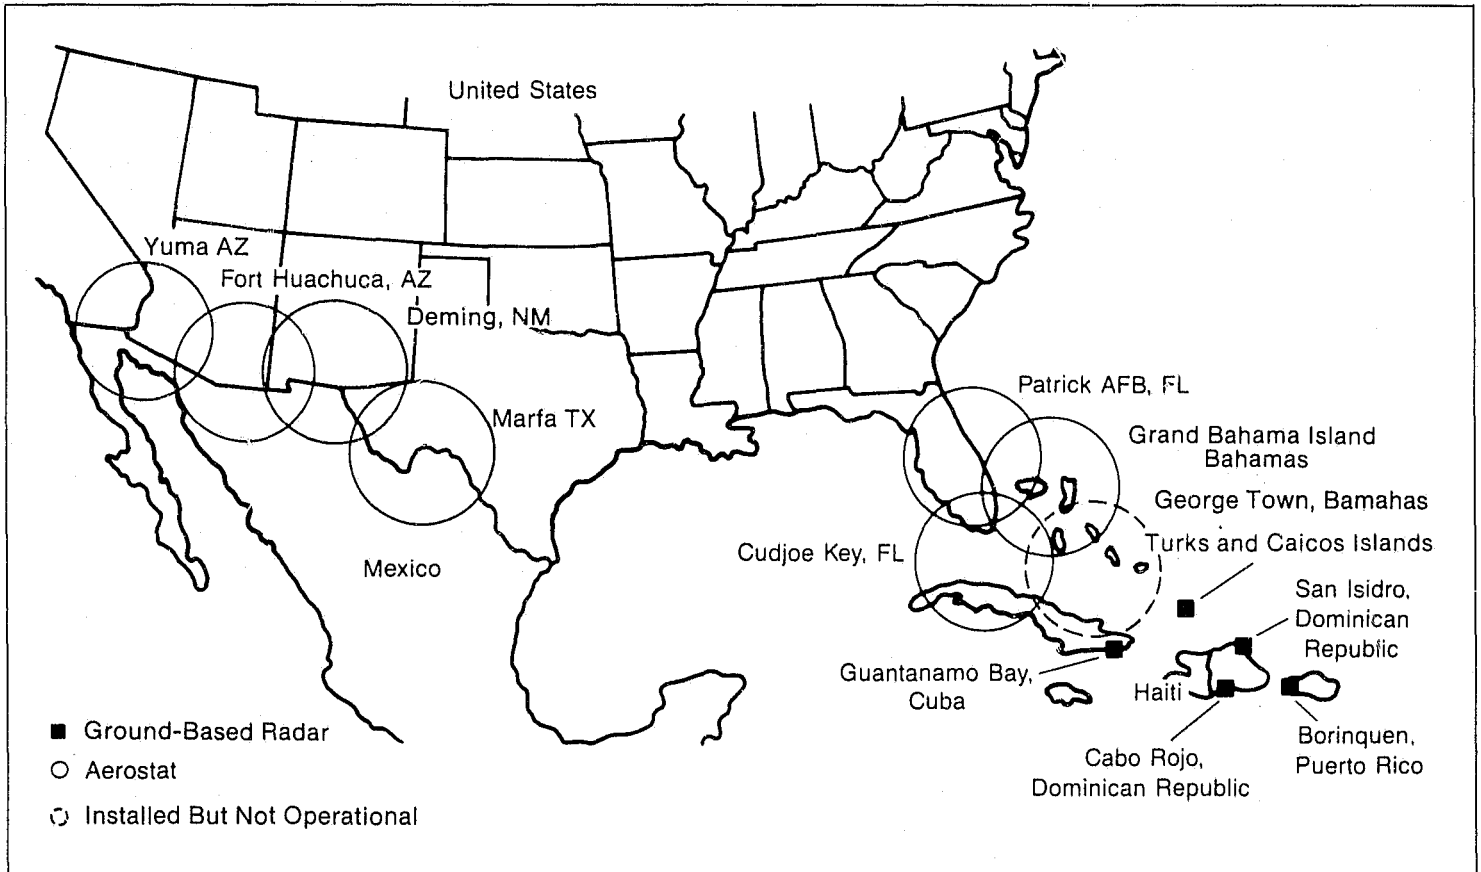 United States
Yuma AZ
Fort Huachuca, AZ
Deming, NM
Marfa TX
Patrick AFB, FL
Grand Bahama Island
Bahamas
George Town, Bamahas
Cudjoe Key, FL
Turks and Caicos Islands
Mexico
San Isidro,
Dominican
Republic
Guantanamo Bay,
Cuba
Haiti
Cabo Rojo,
Dominican Republic
Borinquen,
Puerto Rico
Ground-Based Radar
Aerostat
Installed But Not Operational